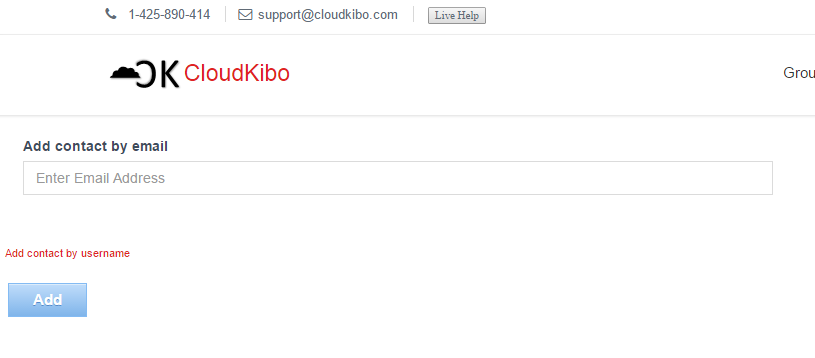 1-425-890-414 support@cloudkibo.com Live Help
CK CloudKibo
Grou
Add contact by email
Enter Email Address
Add contact by username
Add